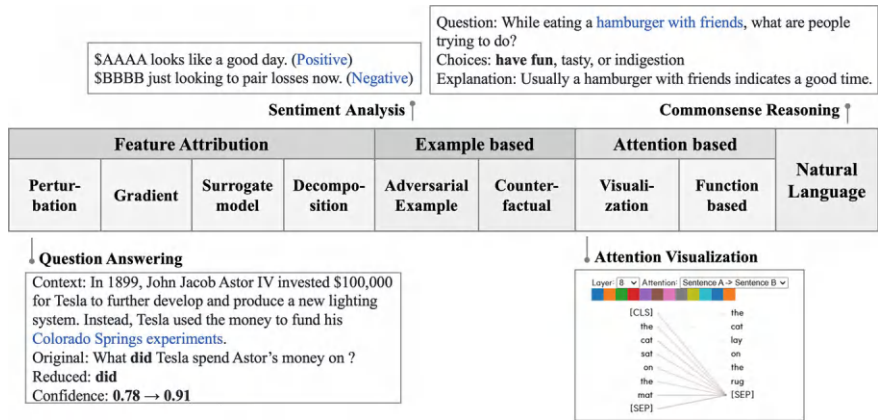 Question: While eating a hamburger with friends, what are people
trying to do?
Choices: have fun, tasty, or indigestion
Explanation: Usually a hamburger with friends indicates a good time.
$AAAA looks like a good day. (Positive)
$BBBB just looking to pair losses now. (Negative)
Sentiment Analysis
Commonsense Reasoning
Feature Attribution
Example based
Attention based
Natural
Language
Pertur-
bation
Gradient
Surrogate
model
Decompo-
sition
Adversarial
Example
Counter-
factual
Visuali-
zation
Function
based
Question Answering
Context: In 1899, John Jacob Astor IV invested $100,000
for Tesla to further develop and produce a new lighting
system. Instead, Tesla used the money to fund his
Colorado Springs experiments.
Original: What did Tesla spend Astor's money on ?
Reduced: did
Confidence: 0.78 → 0.91
Attention Visualization
Layer: 8 Attention: Sentence A -> Sentence B
[CLS] the
the cat
cat lay
sat on
on the
the rug
mat [SEP]
[SEP]